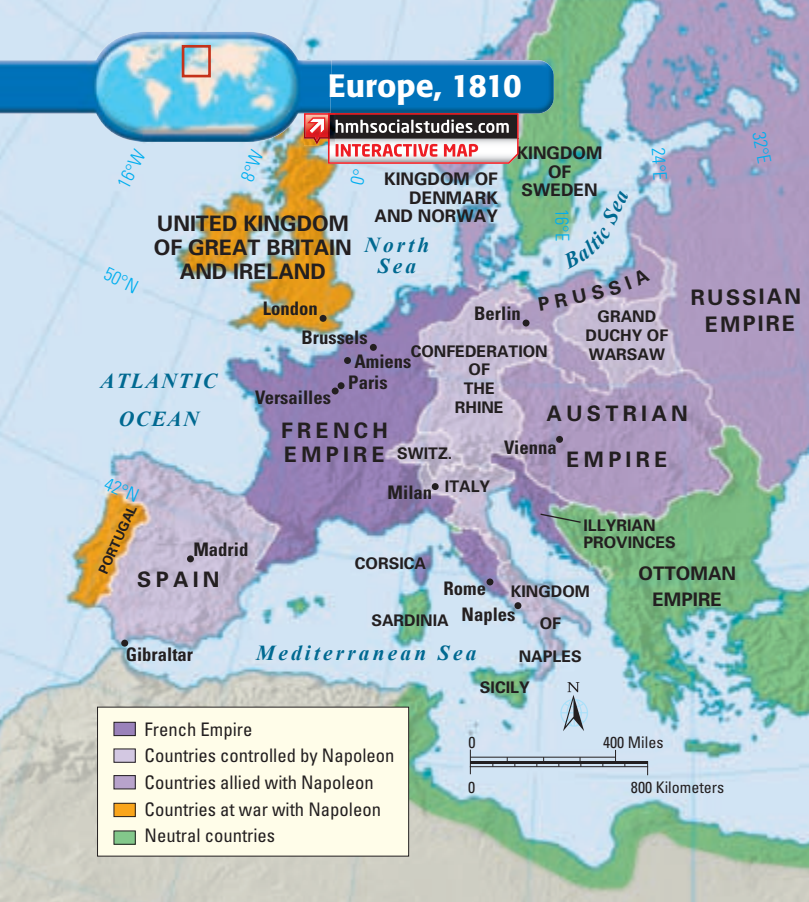 Europe, 1810
hmhsocialstudies.com
INTERACTIVE MAP
16°W
8°W
0°
16°E
24°E
32°E
50°N
42°N
KINGDOM
OF
SWEDEN
KINGDOM OF
DENMARK
AND NORWAY
UNITED KINGDOM
OF GREAT BRITAIN
AND IRELAND
North
Sea
Baltic Sea
London
Brussels
Amiens
Paris
Versailles
Berlin
PRUSSIA
GRAND
DUCHY OF
WARSAW
RUSSIAN
EMPIRE
CONFEDERATION
OF
THE
RHINE
ATLANTIC
OCEAN
FRENCH
EMPIRE
SWITZ.
AUSTRIAN
EMPIRE
Vienna
Milan
ITALY
ILLYRIAN
PROVINCES
PORTUGAL
Madrid
SPAIN
Gibraltar
CORSICA
SARDINIA
Rome
Naples
KINGDOM
OF
NAPLES
SICILY
OTTOMAN
EMPIRE
Mediterranean Sea
N
0 400 Miles
0 800 Kilometers
French Empire
Countries controlled by Napoleon
Countries allied with Napoleon
Countries at war with Napoleon
Neutral countries